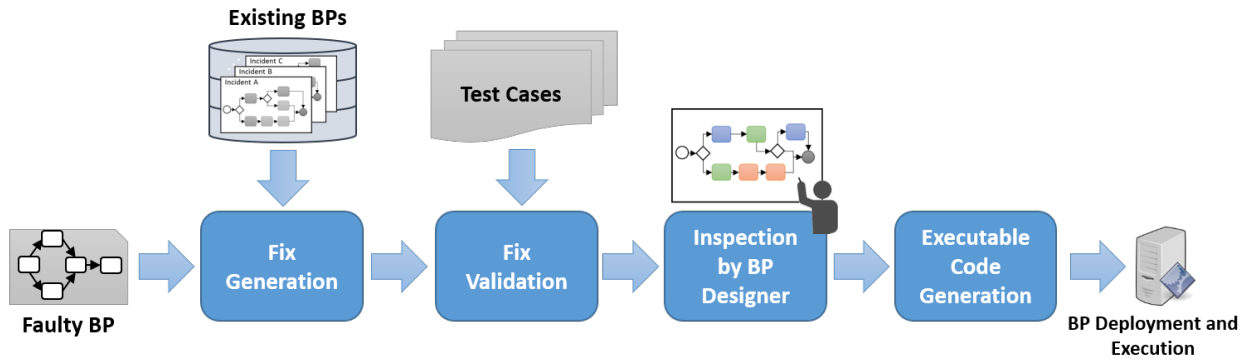 Existing BPs
Incident C
Incident B
Incident A
Test Cases
Fix
Generation
Fix
Validation
Inspection
by BP
Designer
Executable
Code
Generation
Faulty BP
BP Deployment and
Execution